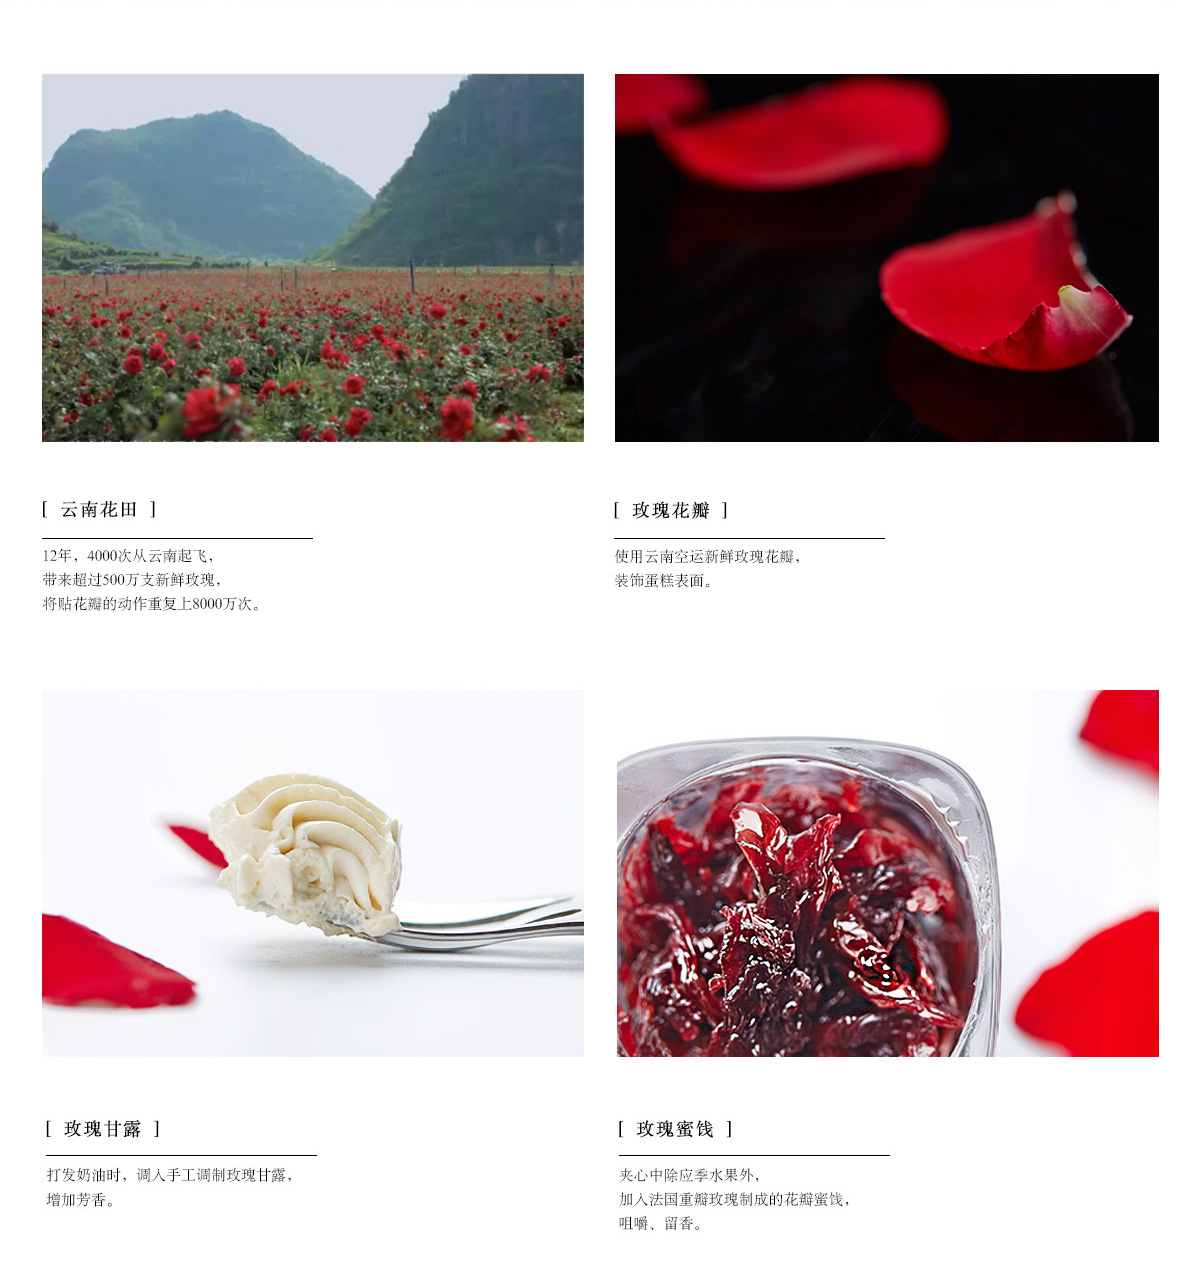 [ 云南花田 ]
12年，4000次从云南起飞，
带来超过500万支新鲜玫瑰，
将贴花瓣的动作重复上8000万次。
[ 玫瑰花瓣 ]
使用云南空运新鲜玫瑰花瓣，
装饰蛋糕表面。
[ 玫瑰甘露 ]
打发奶油时，调入手工调制玫瑰甘露，
增加芳香。
[ 玫瑰蜜饯 ]
夹心中除应季水果外，
加入法国重瓣玫瑰制成的花瓣蜜饯，
咀嚼、留香。